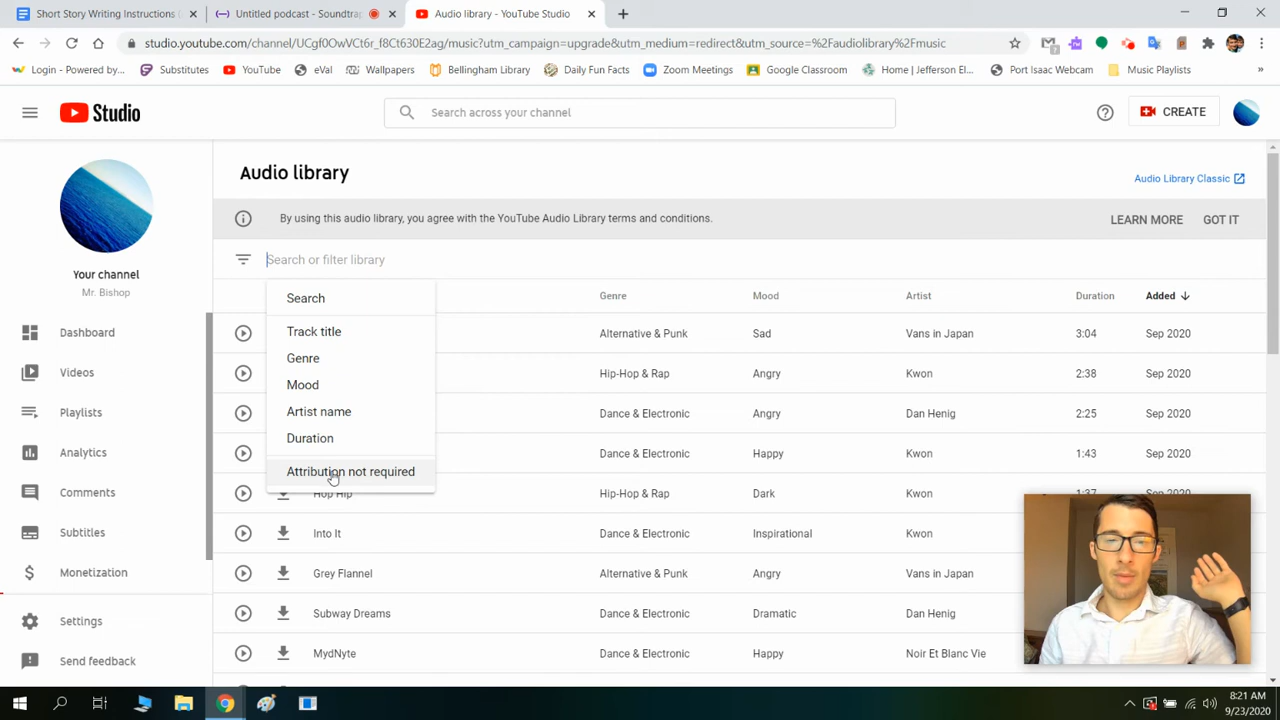 Short Story Writing Instructions
Untitled podcast - Soundtrap
Audio library - YouTube Studio
studio.youtube.com/channel/UCgf0OwVCt6_f8Ct630E2ag/music?utm_campaign=upgrade&utm_medium=redirect&utm_source=%2Faudiolibrary%2Fmusic
Login - Powered by...
Substitutes
YouTube
eVal
Wallpapers
Bellingham Library
Daily Fun Facts
Zoom Meetings
Google Classroom
Home | Jefferson El...
Port Isaac Webcam
Music Playlists
»
Studio
Search across your channel
CREATE
Your channel
Mr. Bishop
Dashboard
Videos
Playlists
Analytics
Comments
Subtitles
Monetization
Settings
Send feedback
Audio library
Audio Library Classic
By using this audio library, you agree with the YouTube Audio Library terms and conditions.
LEARN MORE GOT IT
Search or filter library
Search
Track title
Genre
Mood
Artist name
Duration
Attribution not required
Genre Mood Artist Duration Added
Alternative & Punk Sad Vans in Japan 3:04 Sep 2020
Hip-Hop & Rap Angry Kwon 2:38 Sep 2020
Dance & Electronic Angry Dan Henig 2:25 Sep 2020
Dance & Electronic Happy Kwon 1:43 Sep 2020
Hop Hip Hip-Hop & Rap Dark Kwon 1:37 Sep 2020
Into It Dance & Electronic Inspirational Kwon
Grey Flannel Alternative & Punk Angry Vans in Japan
Subway Dreams Dance & Electronic Dramatic Dan Henig
MydNyte Dance & Electronic Happy Noir Et Blanc Vie
8:21 AM
9/23/2020